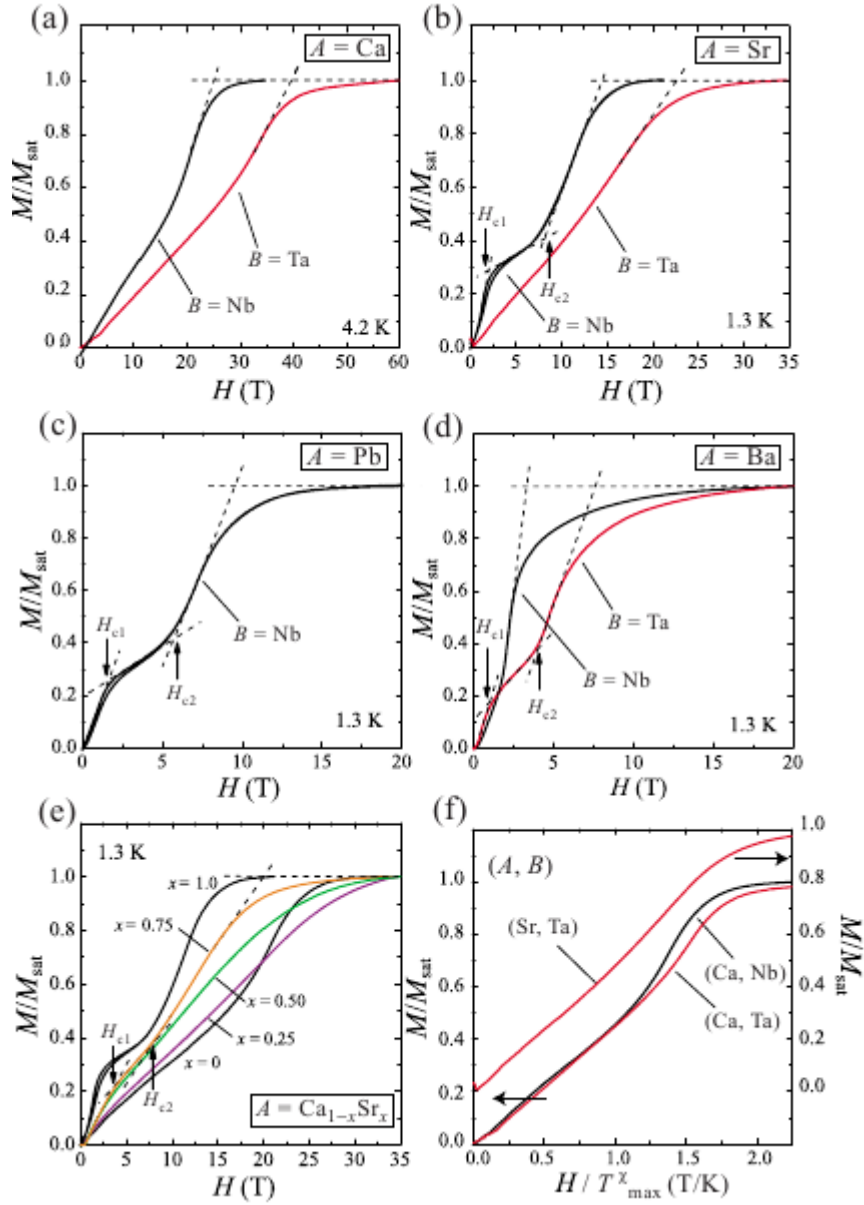 (a)
A = Ca
M/Msat
1.0
0.8
0.6
0.4
0.2
0.0
B = Nb
B = Ta
4.2 K
0 10 20 30 40 50 60
H (T)
(b)
A = Sr
M/Msat
1.0
0.8
0.6
0.4
0.2
0.0
Hc1
Hc2
B = Ta
B = Nb
1.3 K
0 5 10 15 20 25 30 35
H (T)
(c)
A = Pb
M/Msat
1.0
0.8
0.6
0.4
0.2
0.0
Hc1
B = Nb
Hc2
1.3 K
0 5 10 15 20
H (T)
(d)
A = Ba
M/Msat
1.0
0.8
0.6
0.4
0.2
0.0
Hc1
B = Ta
B = Nb
Hc2
1.3 K
0 5 10 15 20
H (T)
(e)
1.3 K
M/Msat
1.0
0.8
0.6
0.4
0.2
0.0
x = 1.0
x = 0.75
x = 0.50
x = 0.25
x = 0
Hc1
Hc2
A = Ca1−xSrx
0 5 10 15 20 25 30 35
H (T)
(f)
(A, B)
M/Msat
1.0
0.8
0.6
0.4
0.2
0.0
(Sr, Ta)
(Ca, Nb)
(Ca, Ta)
1.0
0.8
0.6
0.4
0.2
0.0
M/Msat
0.0 0.5 1.0 1.5 2.0
H / Tχmax (T/K)